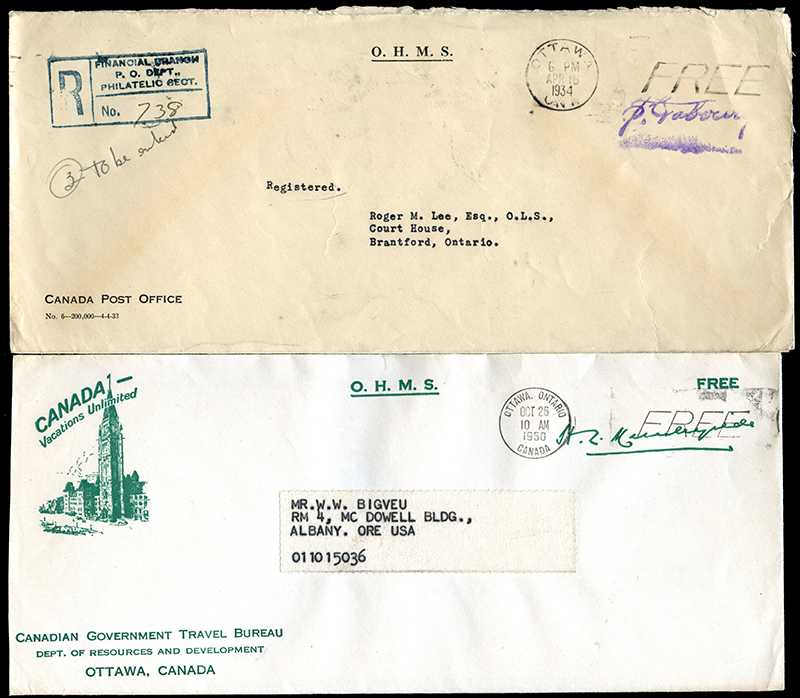 O. H. M. S.
R
FINANCIAL BRANCH
P. O. DEPT.,
PHILATELIC SECT.
No. 738
OTTAWA
6 PM
APR 16
1934
ONT.
FREE
3 To be
Registered.
Roger M. Lee, Esq., O.L.S.,
Court House,
Brantford, Ontario.
CANADA POST OFFICE
No. 6—200,000—4-4-33
CANADA—
Vacations Unlimited
O. H. M. S.
FREE
OTTAWA, ONTARIO
OCT 26
10 AM
1950
CANADA
FREE
MR.W.W. BIGVEU
RM 4, MC DOWELL BLDG.,
ALBANY. ORE USA
011015036
CANADIAN GOVERNMENT TRAVEL BUREAU
DEPT. OF RESOURCES AND DEVELOPMENT
OTTAWA, CANADA